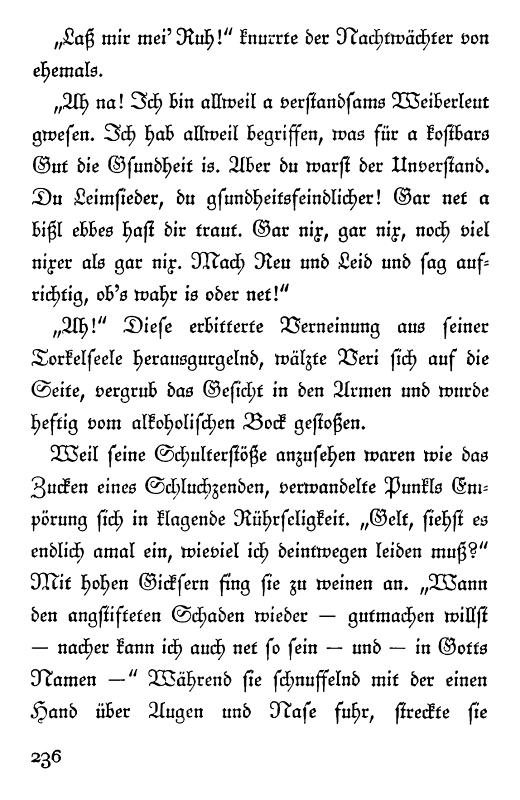 „Laß mir mei' Ruh!“ knurrte der Nachtwächter von
ehemals.
„Ah na! Ich bin allweil a verstandsams Weiberleut
gwesen. Ich hab allweil begriffen, was für a kostbars
Gut die Gsundheit is. Aber du warst der Unverstand.
Du Leimsieder, du gsundheitsfeindlicher! Gar net a
bißl ebbes hast dir traut. Gar nix, gar nix, noch viel
nixer als gar nix. Mach Reu und Leid und sag auf-
richtig, ob's wahr is oder net!“
„Ah!“ Diese erbitterte Verneinung aus seiner
Torkelseele herausgurgelnd, wälzte Veri sich auf die
Seite, vergrub das Gesicht in den Armen und wurde
heftig vom alkoholischen Bock gestoßen.
Weil seine Schulterstöße anzusehen waren wie das
Zucken eines Schluchzenden, verwandelte Punkls Em-
pörung sich in klagende Rührseligkeit. „Gelt, siehst es
endlich amal ein, wieviel ich deintwegen leiden muß?“
Mit hohen Gicksern fing sie zu weinen an. „Wann
den angstifteten Schaden wieder — gutmachen willst
— nacher kann ich auch net so sein — und — in Gotts
Namen —“ Während sie schnuffelnd mit der einen
Hand über Augen und Nase fuhr, streckte sie
236